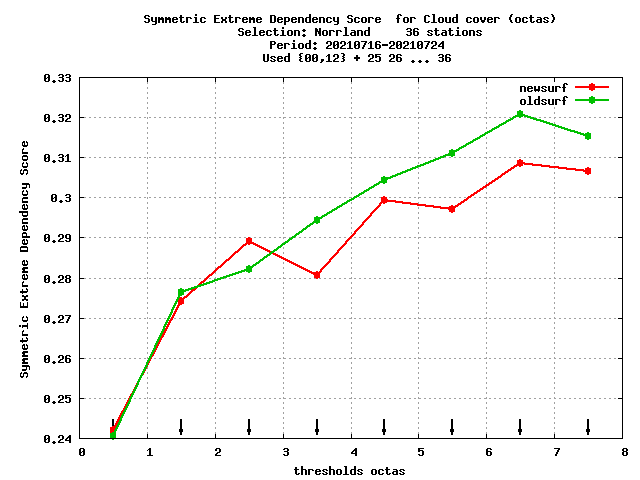 Symmetric Extreme Dependency Score  for Cloud cover (octas)
Selection: Norrland     36 stations
Period: 20210716-20210724
Used {00,12} + 25 26 ... 36
newsurf
oldsurf
Symmetric Extreme Dependency Score
0.33
0.32
0.31
0.3
0.29
0.28
0.27
0.26
0.25
0.24
0 1 2 3 4 5 6 7 8
thresholds octas